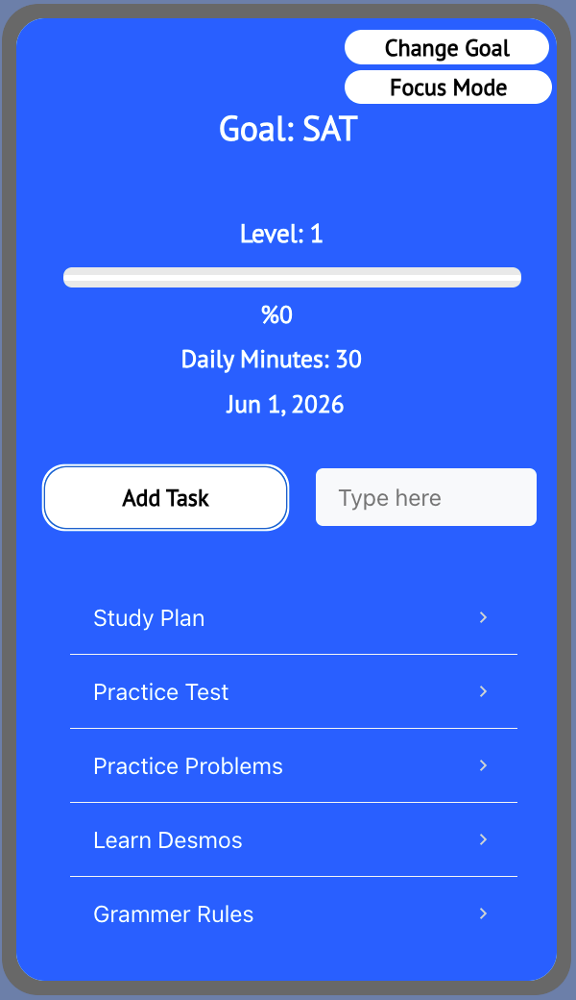 Change Goal
Focus Mode
Goal: SAT
Level: 1
%0
Daily Minutes: 30
Jun 1, 2026
Add Task
Type here
Study Plan
Practice Test
Practice Problems
Learn Desmos
Grammer Rules